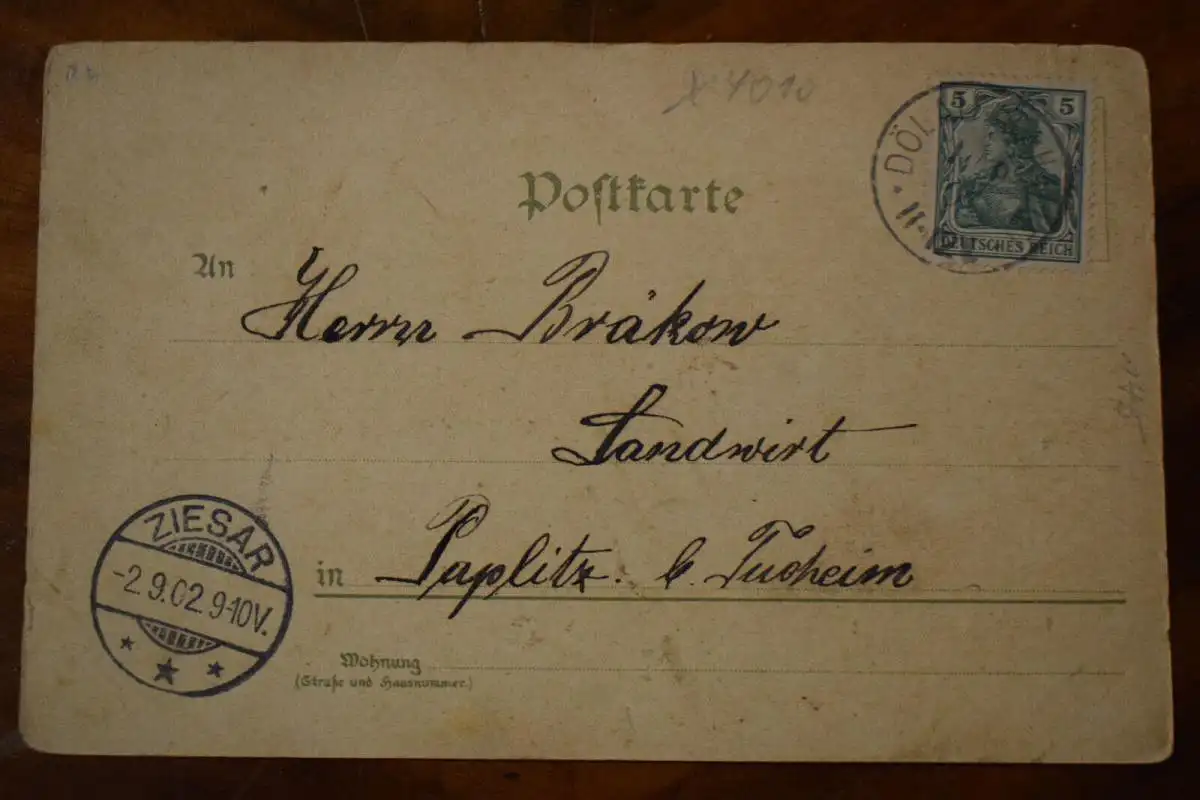 X 4010
5 5
DÖL
DEUTSCHES REICH
Postkarte
An Herrn Bräkow
Landwirt
in Paplitz. b. Tucheim
ZIESAR
-2.9.02.9-10V.
Wohnung
(Straße und Hausnummer.)